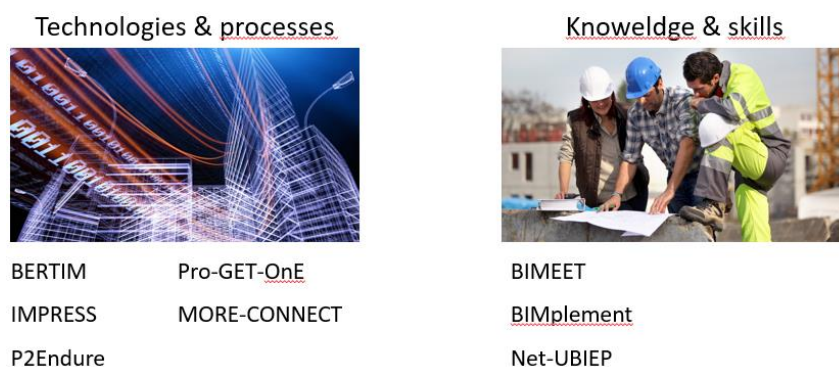 Technologies & processes
Knoweldge & skills
BERTIM
Pro-GET-OnE
IMPRESS
MORE-CONNECT
P2Endure
BIMEET
BIMplement
Net-UBIEP